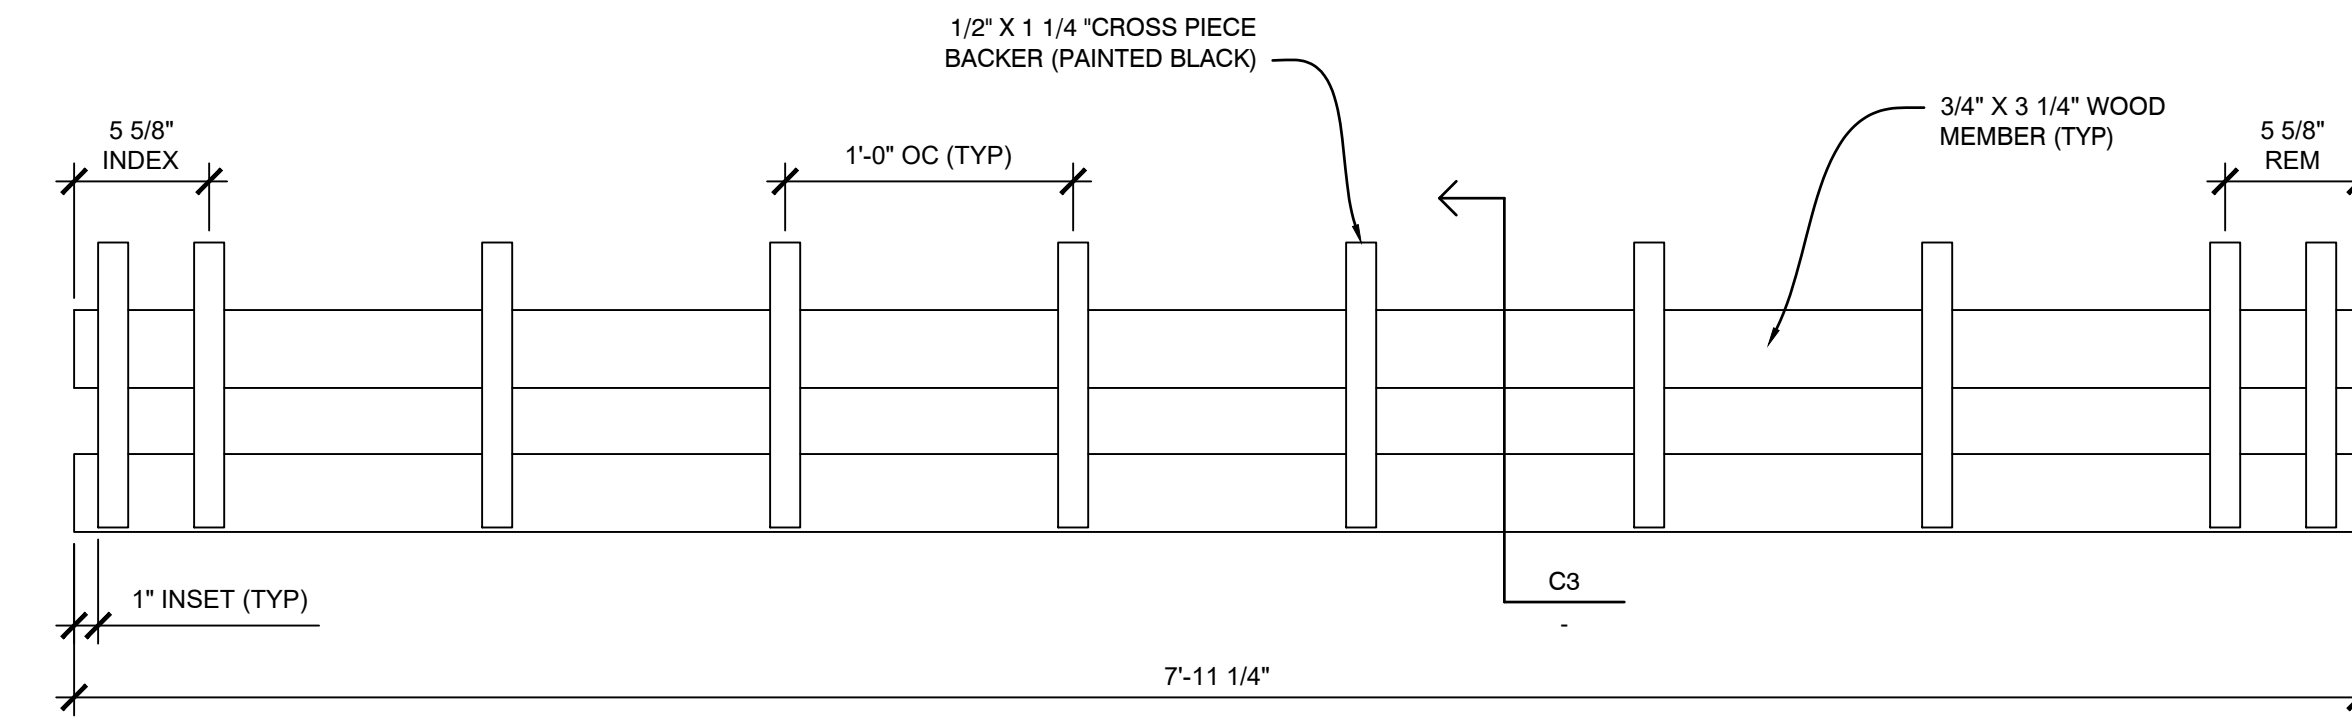 1/2" X 1 1/4 "CROSS PIECE
BACKER (PAINTED BLACK)
3/4" X 3 1/4" WOOD
MEMBER (TYP)
5 5/8"
INDEX
1'-0" OC (TYP)
5 5/8"
REM
C3
-
1" INSET (TYP)
7'-11 1/4"